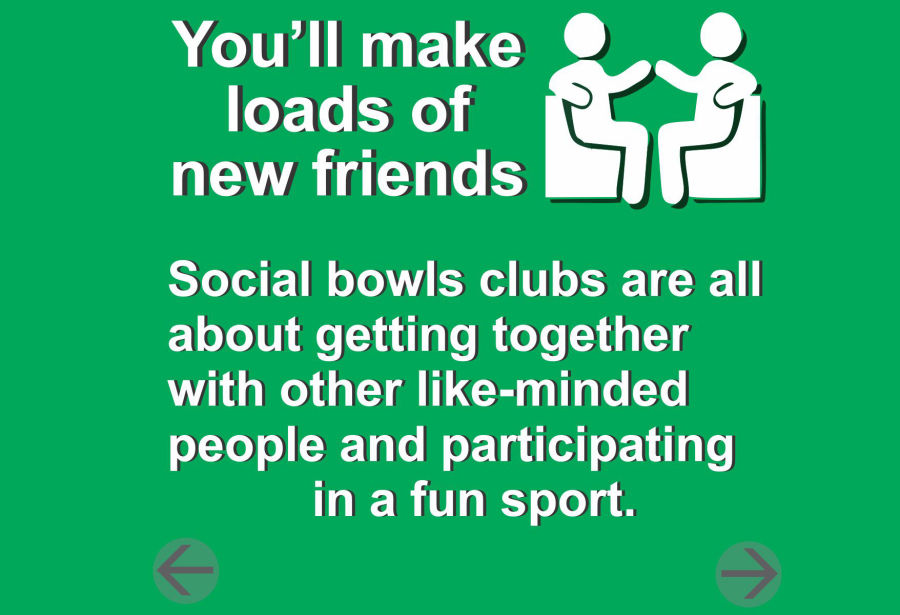 You’ll make
loads of
new friends
Social bowls clubs are all
about getting together
with other like-minded
people and participating
in a fun sport.